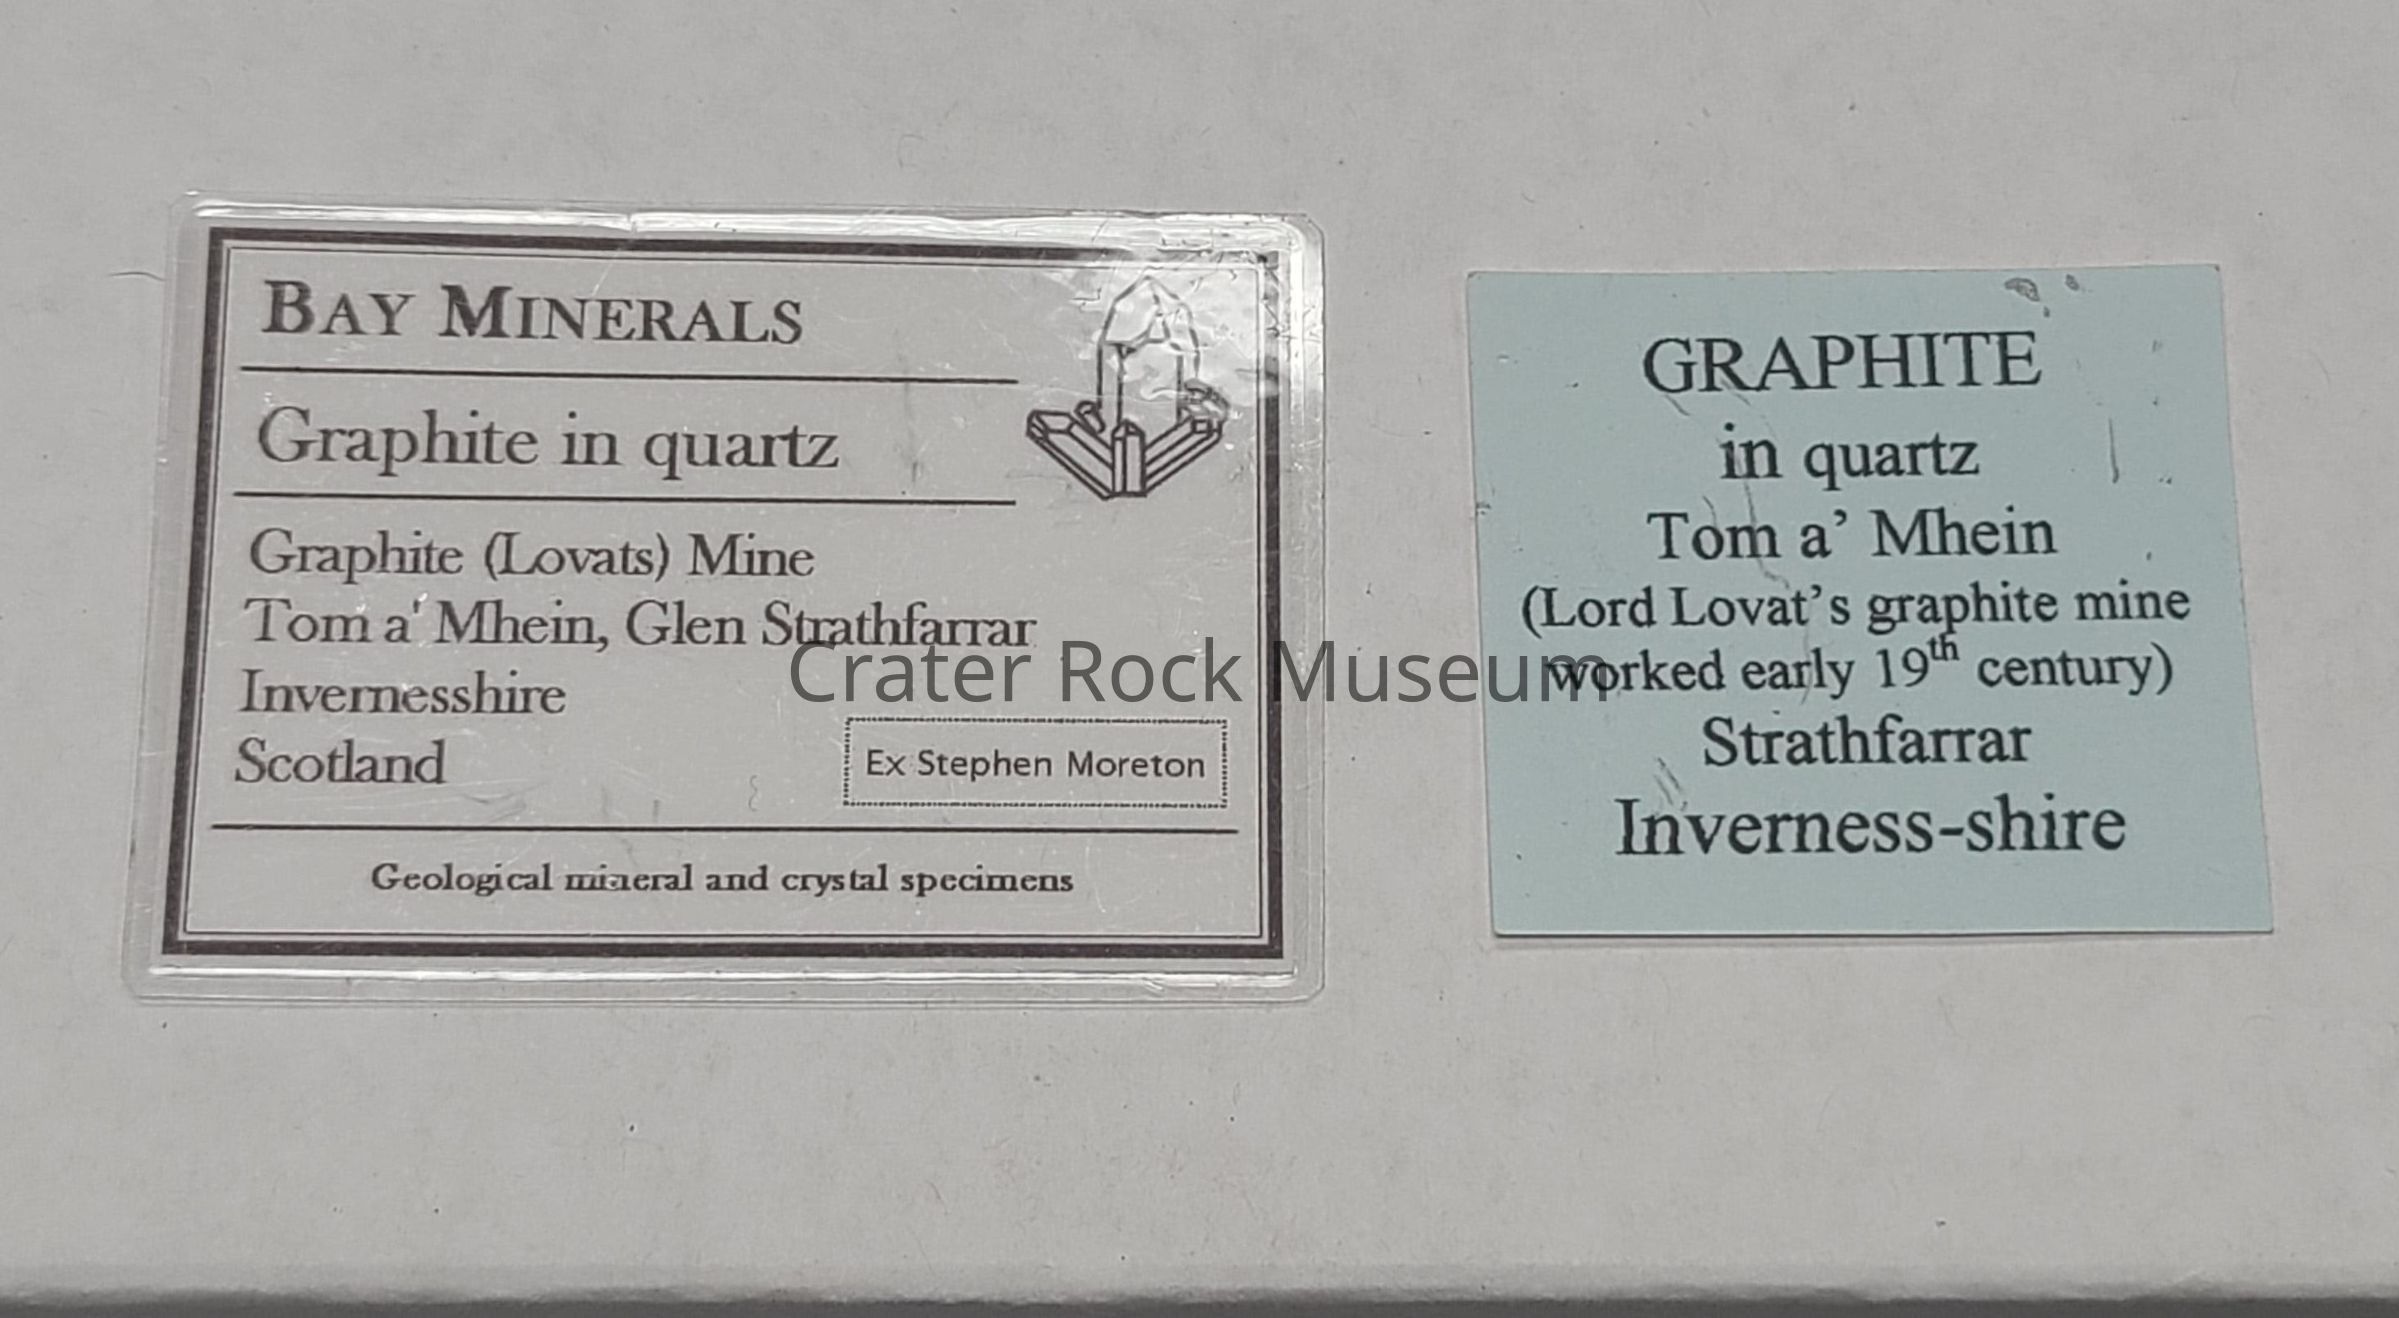 BAY MINERALS
Graphite in quartz
Graphite (Lovats) Mine
Tom a' Mhein, Glen Strathfarrar
Invernesshire
Scotland
Ex Stephen Moreton
Geological mineral and crystal specimens
GRAPHITE
in quartz
Tom a’ Mhein
(Lord Lovat’s graphite mine
worked early 19th century)
Strathfarrar
Inverness-shire
Crater Rock Museum